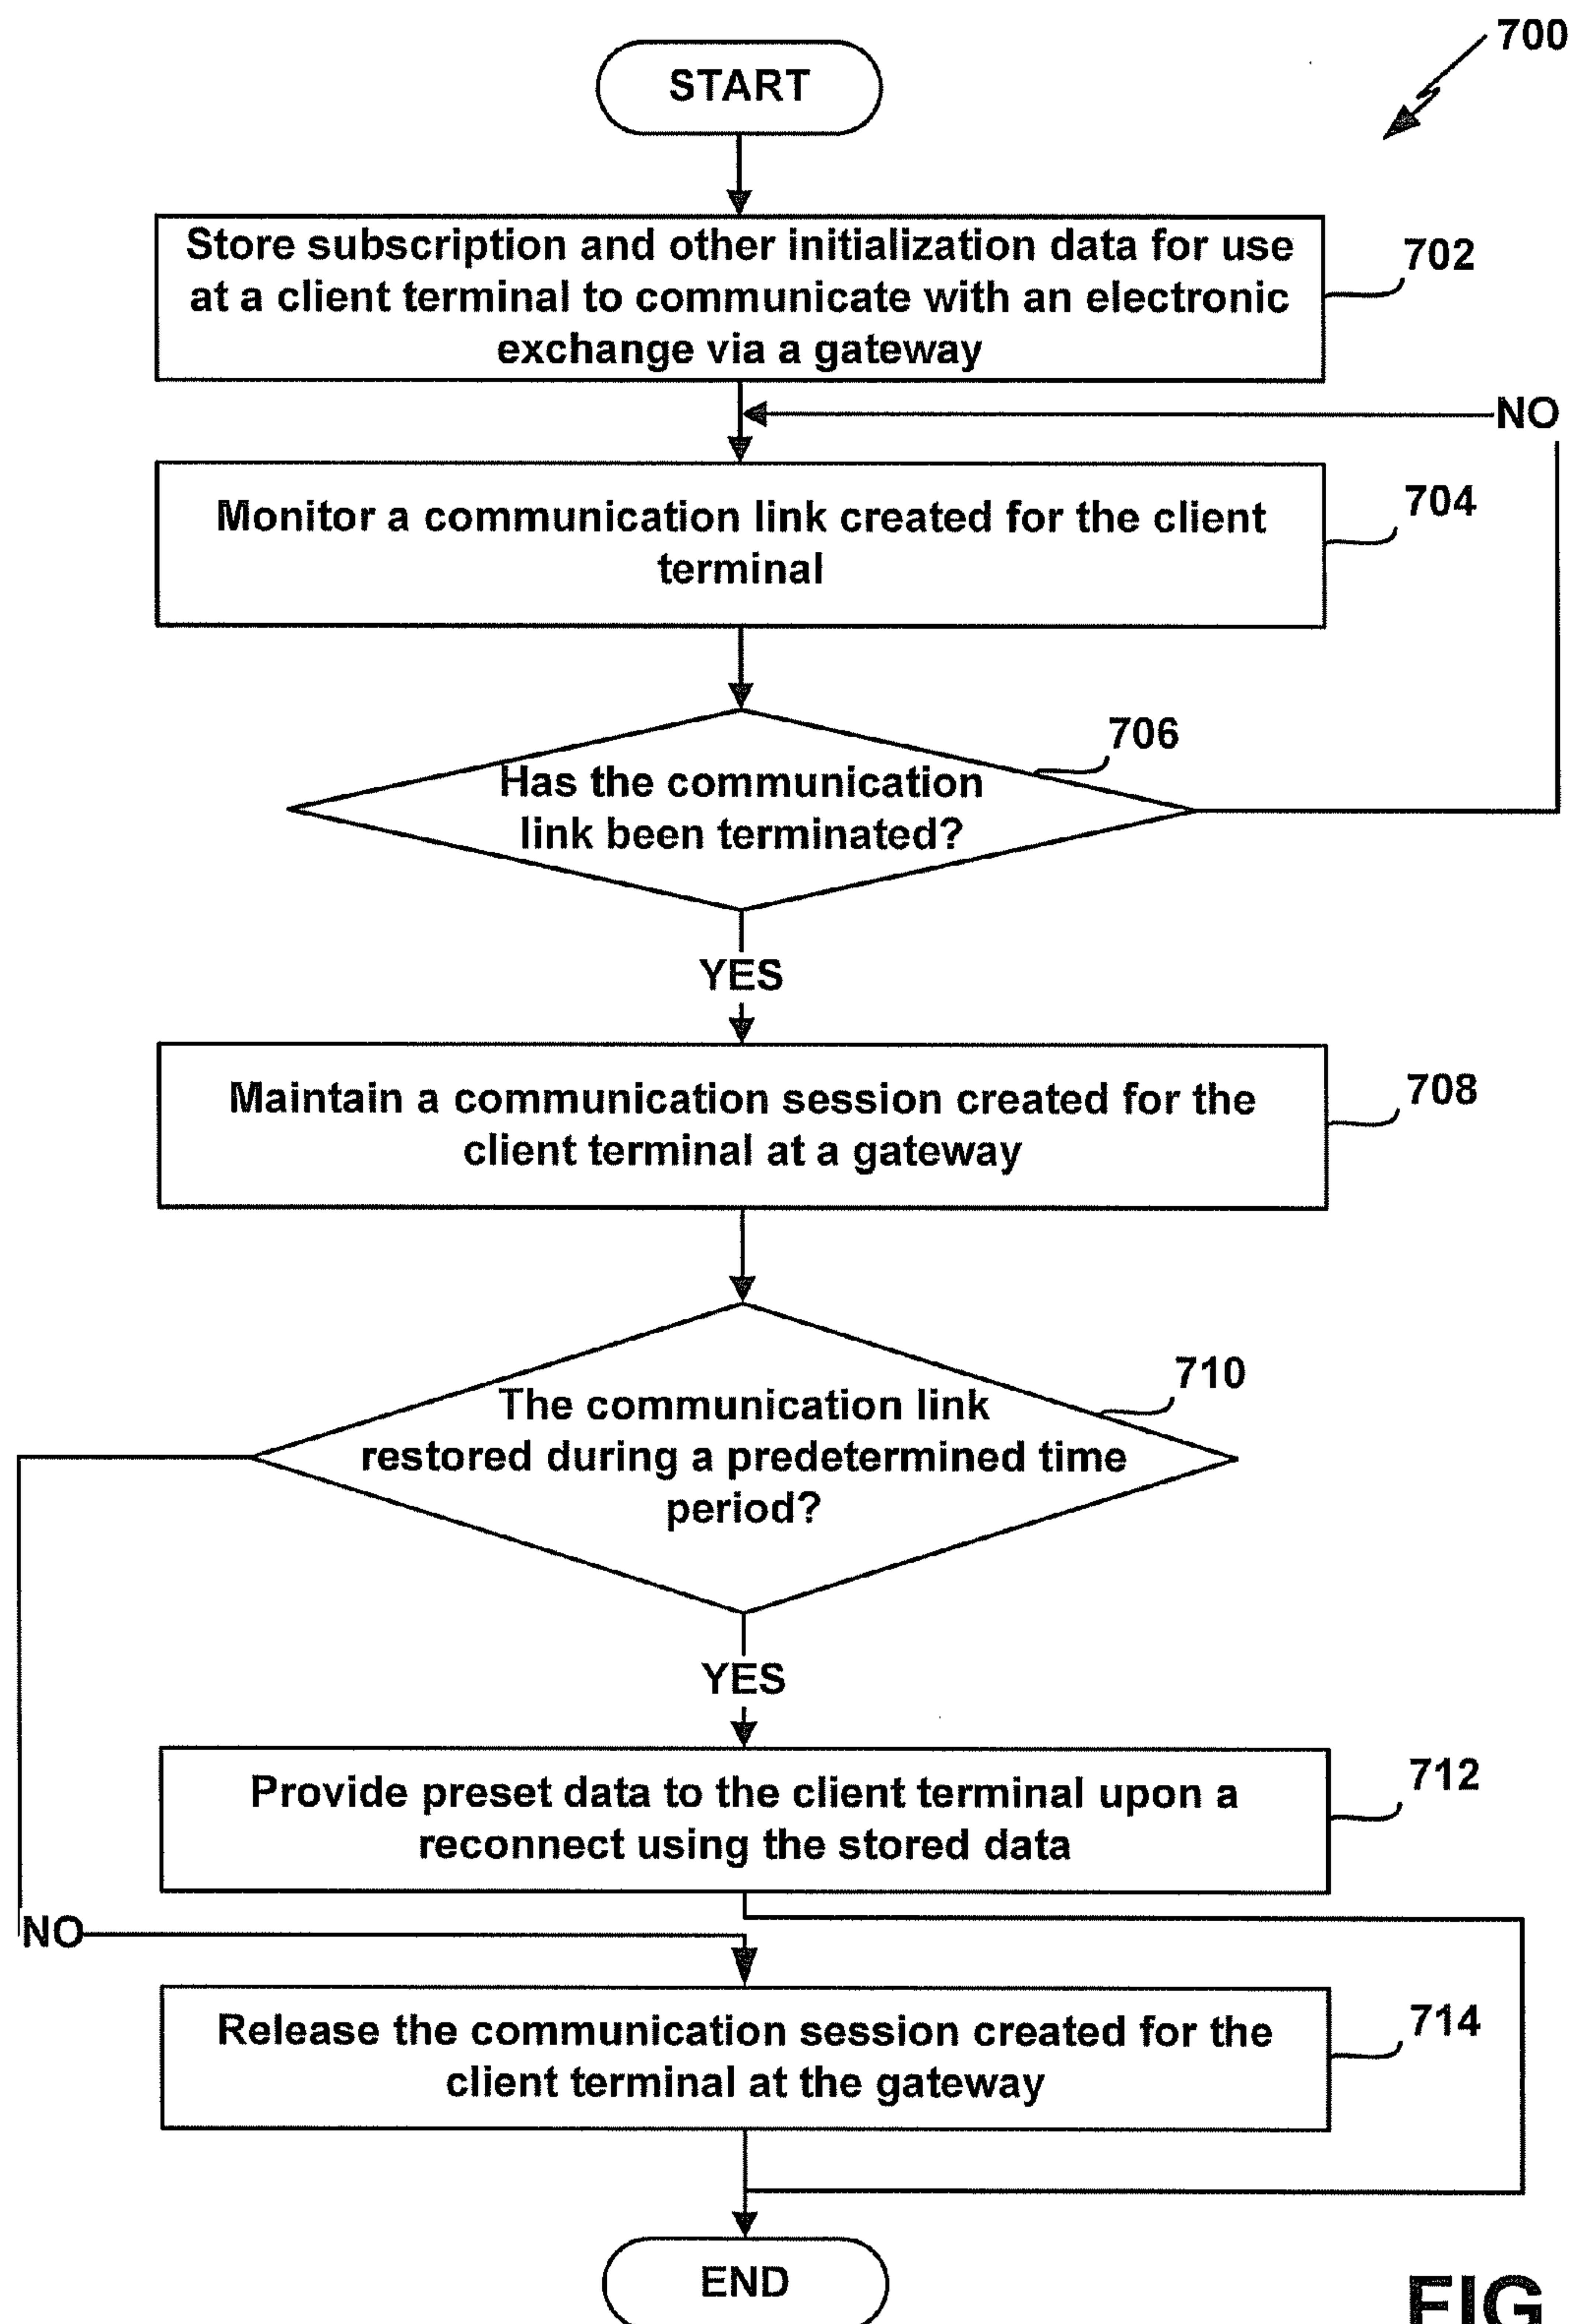 700
START
Store subscription and other initialization data for use
at a client terminal to communicate with an electronic
exchange via a gateway
702
NO
Monitor a communication link created for the client
terminal
704
706
Has the communication
link been terminated?
YES
Maintain a communication session created for the
client terminal at a gateway
708
710
The communication link
restored during a predetermined time
period?
YES
Provide preset data to the client terminal upon a
reconnect using the stored data
712
NO
Release the communication session created for the
client terminal at the gateway
714
END
FIG